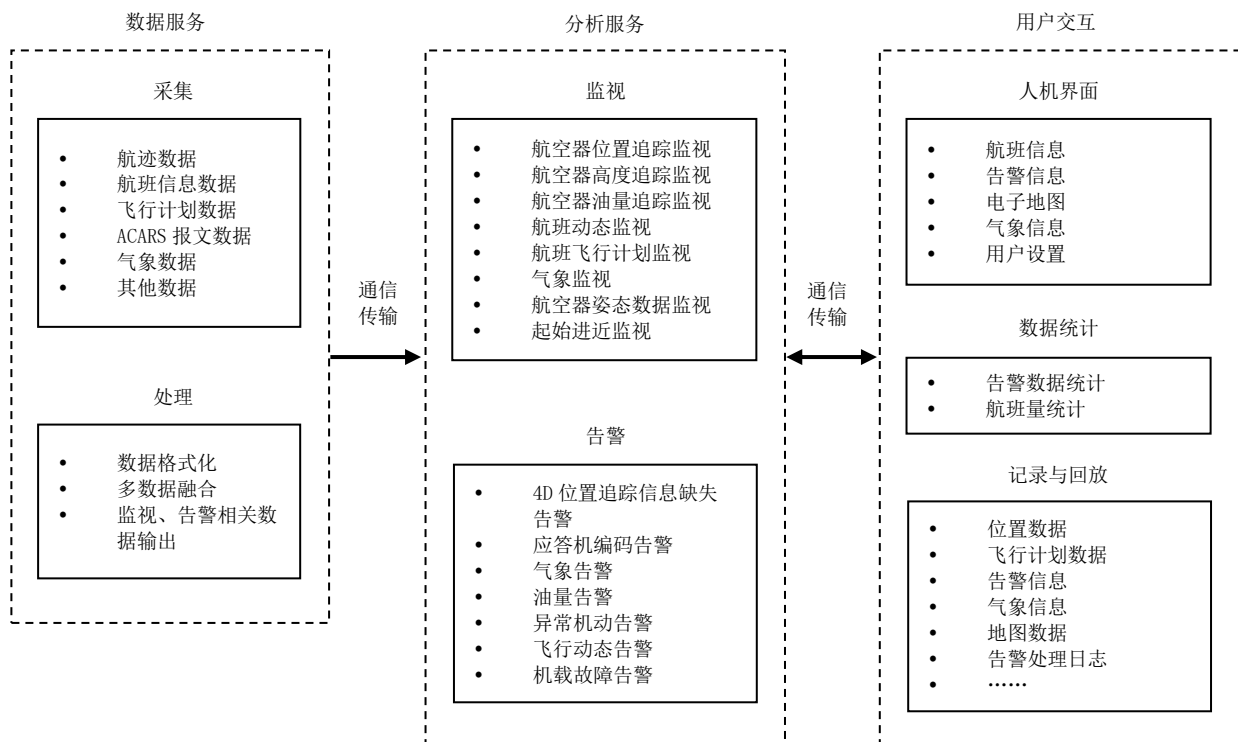 数据服务
采集
• 航迹数据
• 航班信息数据
• 飞行计划数据
• ACARS 报文数据
• 气象数据
• 其他数据
处理
• 数据格式化
• 多数据融合
• 监视、告警相关数
据输出
通信
传输
分析服务
监视
• 航空器位置追踪监视
• 航空器高度追踪监视
• 航空器油量追踪监视
• 航班动态监视
• 航班飞行计划监视
• 气象监视
• 航空器姿态数据监视
• 起始进近监视
告警
• 4D 位置追踪信息缺失
告警
• 应答机编码告警
• 气象告警
• 油量告警
• 异常机动告警
• 飞行动态告警
• 机载故障告警
通信
传输
用户交互
人机界面
• 航班信息
• 告警信息
• 电子地图
• 气象信息
• 用户设置
数据统计
• 告警数据统计
• 航班量统计
记录与回放
• 位置数据
• 飞行计划数据
• 告警信息
• 气象信息
• 地图数据
• 告警处理日志
• ……